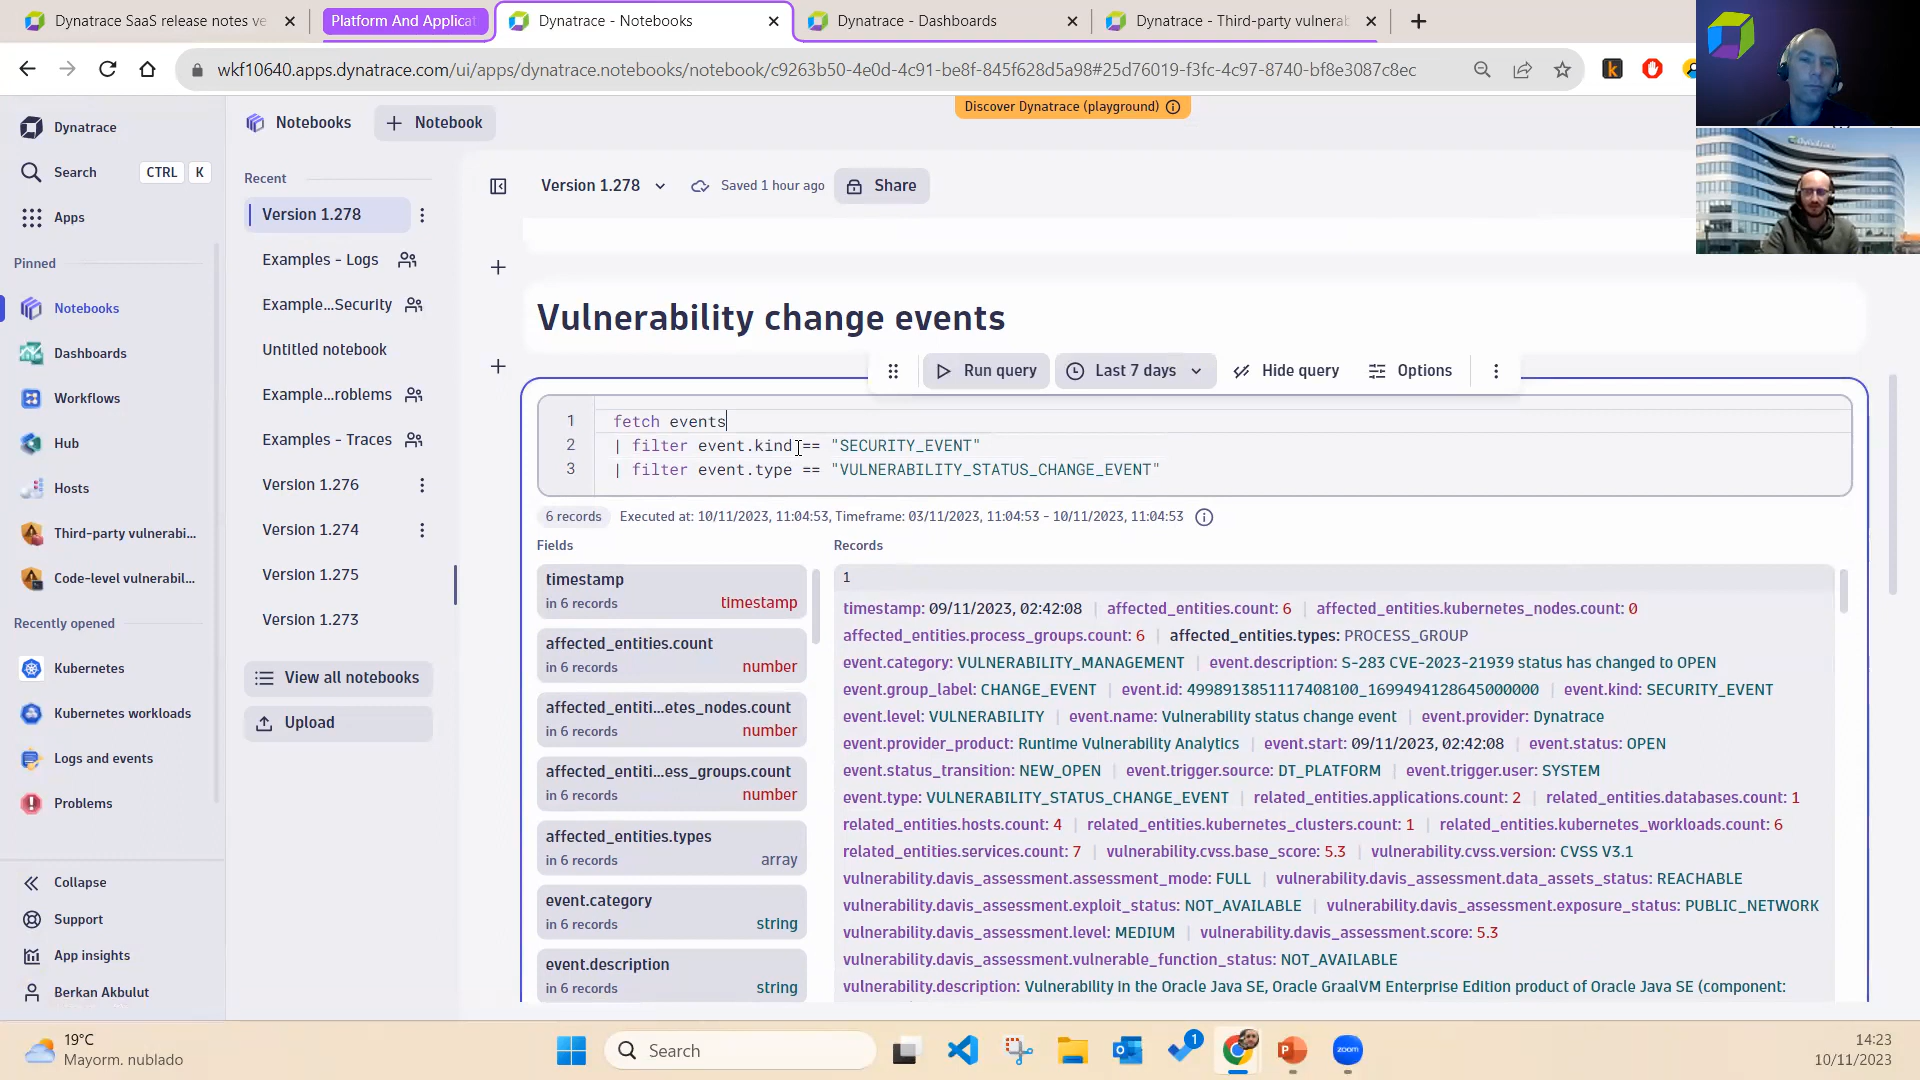 Dynatrace SaaS release notes ve
Platform And Applicat
Dynatrace - Notebooks
Dynatrace - Dashboards
Dynatrace - Third-party vulnerab
wkf10640.apps.dynatrace.com/ui/apps/dynatrace.notebooks/notebook/c9263b50-4e0d-4c91-be8f-845f628d5a98#25d76019-f3fc-4c97-8740-bf8e3087c8ec
Discover Dynatrace (playground)
Dynatrace
Search CTRL K
Apps
Pinned
Notebooks
Dashboards
Workflows
Hub
Hosts
Third-party vulnerabi...
Code-level vulnerabil...
Recently opened
Kubernetes
Kubernetes workloads
Logs and events
Problems
Collapse
Support
App insights
Berkan Akbulut
Notebooks
Notebook
Recent
Version 1.278
Examples - Logs
Example...Security
Untitled notebook
Example...roblems
Examples - Traces
Version 1.276
Version 1.274
Version 1.275
Version 1.273
View all notebooks
Upload
Version 1.278 Saved 1 hour ago Share
Vulnerability change events
Run query Last 7 days Hide query Options
1 fetch events
2 | filter event.kind == "SECURITY_EVENT"
3 | filter event.type == "VULNERABILITY_STATUS_CHANGE_EVENT"
6 records Executed at: 10/11/2023, 11:04:53, Timeframe: 03/11/2023, 11:04:53 - 10/11/2023, 11:04:53
Fields
timestamp
in 6 records timestamp
affected_entities.count
in 6 records number
affected_entiti...etes_nodes.count
in 6 records number
affected_entiti...ess_groups.count
in 6 records number
affected_entities.types
in 6 records array
event.category
in 6 records string
event.description
in 6 records string
Records
1
timestamp: 09/11/2023, 02:42:08 | affected_entities.count: 6 | affected_entities.kubernetes_nodes.count: 0
affected_entities.process_groups.count: 6 | affected_entities.types: PROCESS_GROUP
event.category: VULNERABILITY_MANAGEMENT | event.description: S-283 CVE-2023-21939 status has changed to OPEN
event.group_label: CHANGE_EVENT | event.id: 4998913851117408100_1699494128645000000 | event.kind: SECURITY_EVENT
event.level: VULNERABILITY | event.name: Vulnerability status change event | event.provider: Dynatrace
event.provider_product: Runtime Vulnerability Analytics | event.start: 09/11/2023, 02:42:08 | event.status: OPEN
event.status_transition: NEW_OPEN | event.trigger.source: DT_PLATFORM | event.trigger.user: SYSTEM
event.type: VULNERABILITY_STATUS_CHANGE_EVENT | related_entities.applications.count: 2 | related_entities.databases.count: 1
related_entities.hosts.count: 4 | related_entities.kubernetes_clusters.count: 1 | related_entities.kubernetes_workloads.count: 6
related_entities.services.count: 7 | vulnerability.cvss.base_score: 5.3 | vulnerability.cvss.version: CVSS V3.1
vulnerability.davis_assessment.assessment_mode: FULL | vulnerability.davis_assessment.data_assets_status: REACHABLE
vulnerability.davis_assessment.exploit_status: NOT_AVAILABLE | vulnerability.davis_assessment.exposure_status: PUBLIC_NETWORK
vulnerability.davis_assessment.level: MEDIUM | vulnerability.davis_assessment.score: 5.3
vulnerability.davis_assessment.vulnerable_function_status: NOT_AVAILABLE
vulnerability.description: Vulnerability in the Oracle Java SE, Oracle GraalVM Enterprise Edition product of Oracle Java SE (component:
19°C
Mayorm. nublado
Search
1
zoom
14:23
10/11/2023